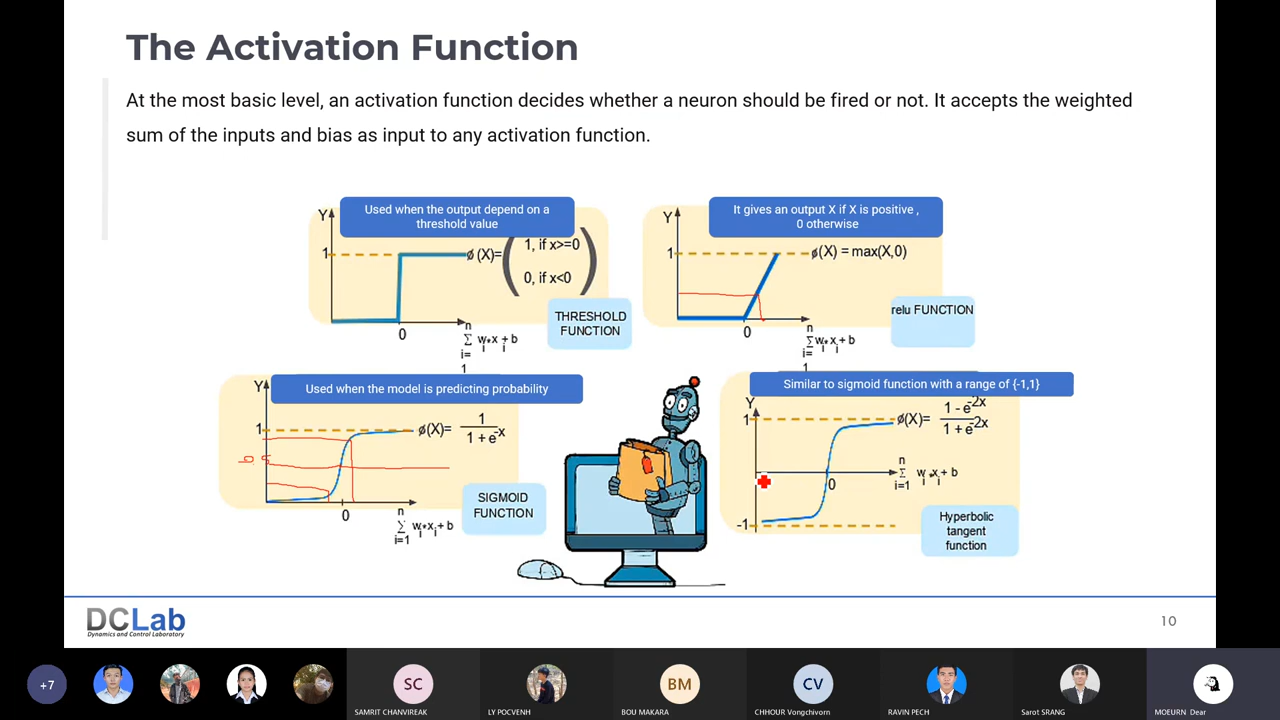 The Activation Function
At the most basic level, an activation function decides whether a neuron should be fired or not. It accepts the weighted
sum of the inputs and bias as input to any activation function.
Used when the output depend on a
threshold value
Y
1
ϕ(X)=
1, if x>=0
0, if x<0
THRESHOLD
FUNCTION
0
n
Σ w * x + b
i i
i=
1
It gives an output X if X is positive ,
0 otherwise
Y
1
ϕ(X) =max(X,0)
relu FUNCTION
0
n
Σ w * x + b
i i
i=
1
Used when the model is predicting probability
Y
1
ϕ(X)= 1
1 + e-x
SIGMOID
FUNCTION
0
n
Σ w * x + b
i i
i=1
Similar to sigmoid function with a range of {-1,1}
Y
1
ϕ(X)= 1 - e-2x
1 + e-2x
0
n
Σ w * x + b
i i
i=1
-1
Hyperbolic
tangent
function
DCLab
Dynamics and Control Laboratory
10
+7
SC
SAMRIT CHANVIREAK
LY POCVENH
BM
BOU MAKARA
CV
CHHOUR Vongchivorn
RAVIN PECH
Sarot SRANG
MOEURN Dear